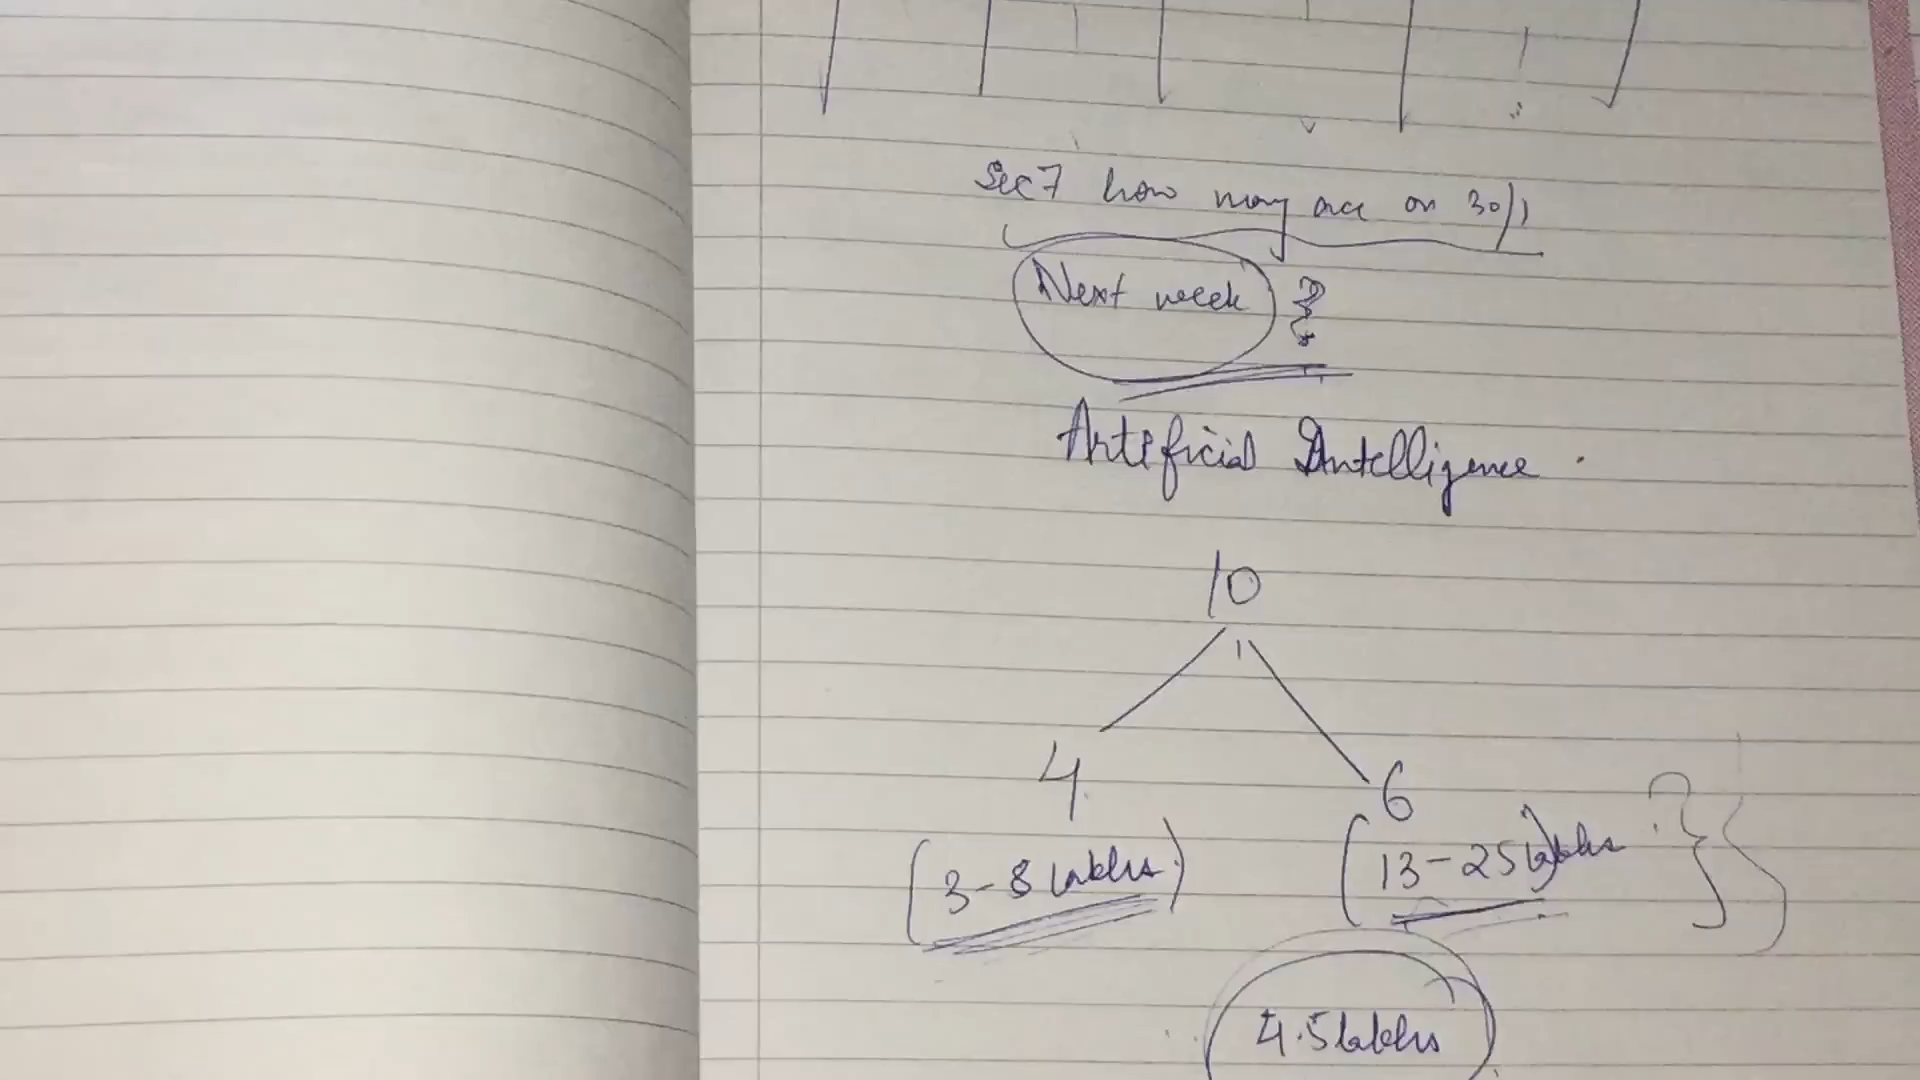 Sec 7 how many are on 30/1
Next week
Arteficial Intelligence.
10
4 6
(3-8 lakhs) (13-25 lakhs) ?
4.5 lakhs